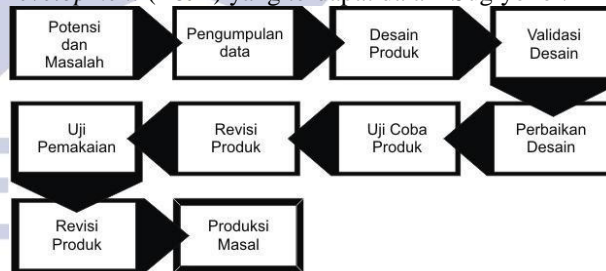 Potensi
dan
Masalah
Pengumpulan
data
Desain
Produk
Validasi
Desain
Perbaikan
Desain
Uji Coba
Produk
Revisi
Produk
Uji
Pemakaian
Revisi
Produk
Produksi
Masal